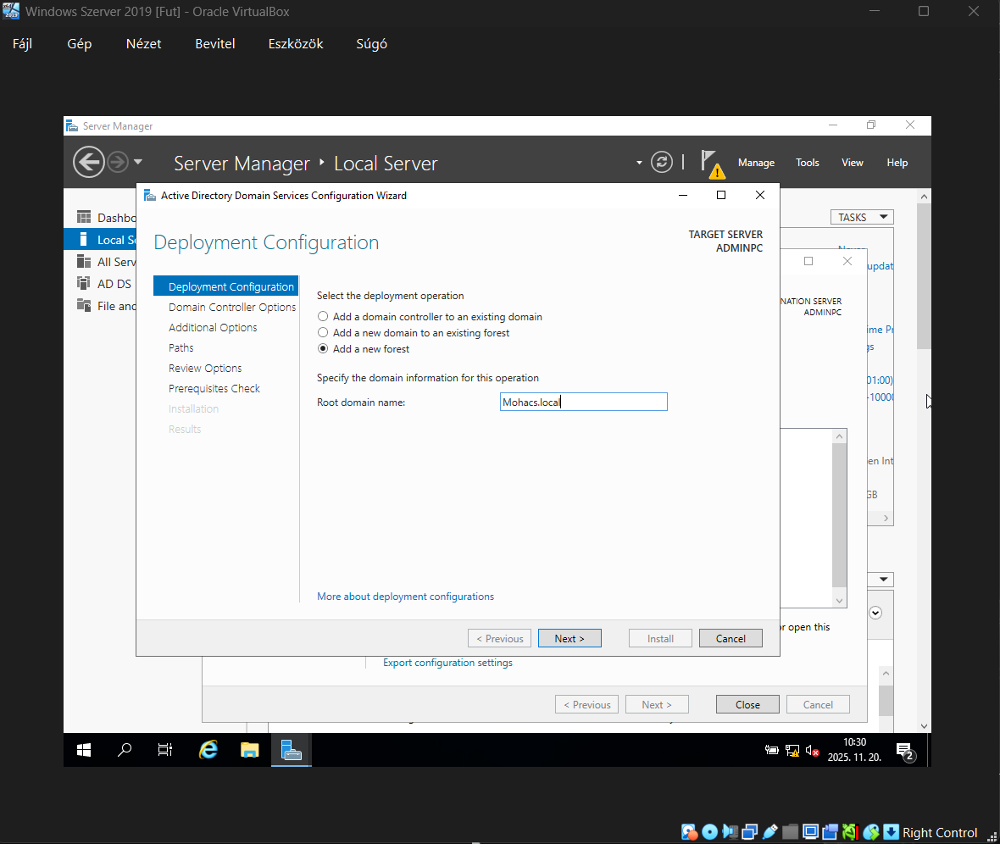 Windows Szerver 2019 [Fut] - Oracle VirtualBox
Fájl Gép Nézet Bevitel Eszközök Súgó
Server Manager
Server Manager Local Server
Manage Tools View Help
Active Directory Domain Services Configuration Wizard
Dashbo
Local Se
All Serv
AD DS
File and
TASKS
Deployment Configuration
TARGET SERVER
ADMINPC
updat
NATION SERVER
ADMINPC
ime Pr
gs
01:00)
-10000
en Int
GB
Deployment Configuration
Domain Controller Options
Additional Options
Paths
Review Options
Prerequisites Check
Installation
Results
Select the deployment operation
Add a domain controller to an existing domain
Add a new domain to an existing forest
Add a new forest
Specify the domain information for this operation
Root domain name: Mohacs.local
More about deployment configurations
< Previous Next > Install Cancel
or open this
Export configuration settings
< Previous Next > Close Cancel
10:30
2025. 11. 20.
2
Right Control